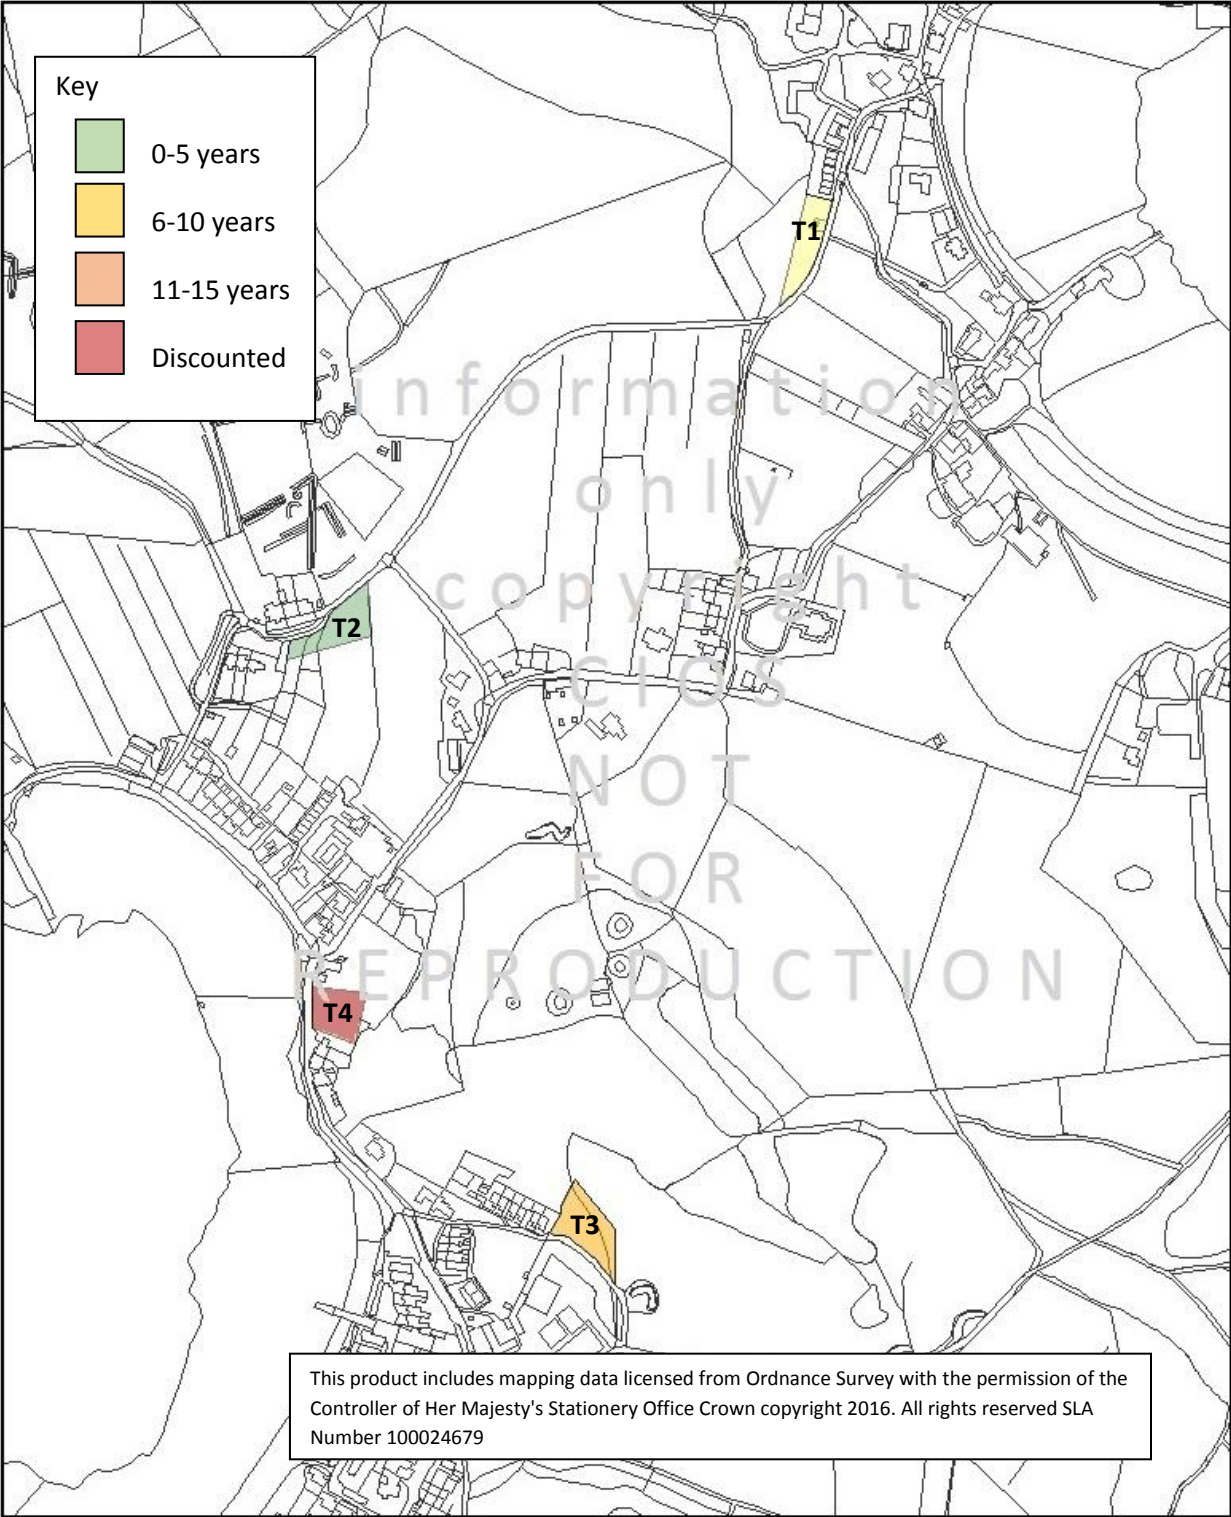 Key
0-5 years
6-10 years
11-15 years
Discounted
T1
information
only
copyright
T2
CIOS
NOT
FOR
REPRODUCTION
T4
T3
This product includes mapping data licensed from Ordnance Survey with the permission of the
Controller of Her Majesty's Stationery Office Crown copyright 2016. All rights reserved SLA
Number 100024679